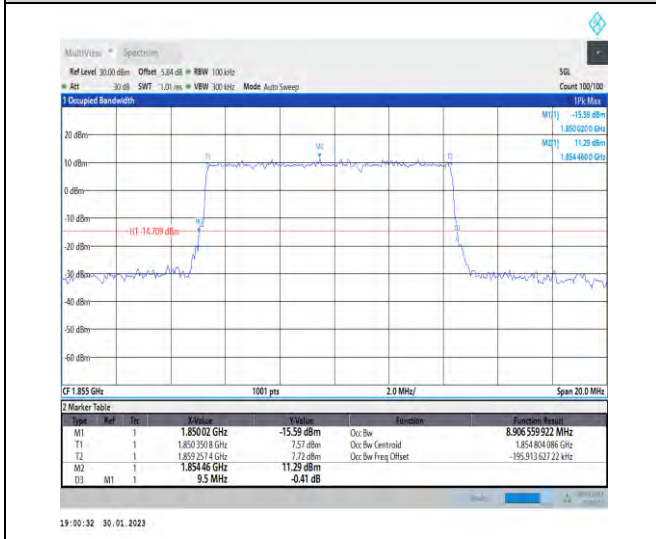 MultiView Spectrum
Ref Level 30.00 dBm Offset 5.84 dB RBW 100 kHz SGL
Att 30 dB SWT 1.01 ms VBW 300 kHz Mode Auto Sweep Count 100/100
1 Occupied Bandwidth 1Pk Max
M1[1] -15.59 dBm
1.850 020 0 GHz
M2[1] 11.29 dBm
1.854 460 0 GHz
20 dBm
M2
T1
T2
10 dBm
0 dBm
-10 dBm
H1 -14.709 dBm
M1
D3
-20 dBm
-30 dBm
-40 dBm
-50 dBm
-60 dBm
CF 1.855 GHz 1001 pts 2.0 MHz/ Span 20.0 MHz
2 Marker Table
Type Ref Trc X-Value Y-Value Function Function Result
M1 1 1.85002 GHz -15.59 dBm Occ Bw 8.906 559 922 MHz
T1 1 1.850 350 8 GHz 7.57 dBm Occ Bw Centroid 1.854 804 086 GHz
T2 1 1.859 257 4 GHz 7.72 dBm Occ Bw Freq Offset -195.913 627 22 kHz
M2 1 1.85446 GHz 11.29 dBm
D3 M1 1 9.5 MHz -0.41 dB
19:00:32 30.01.2023